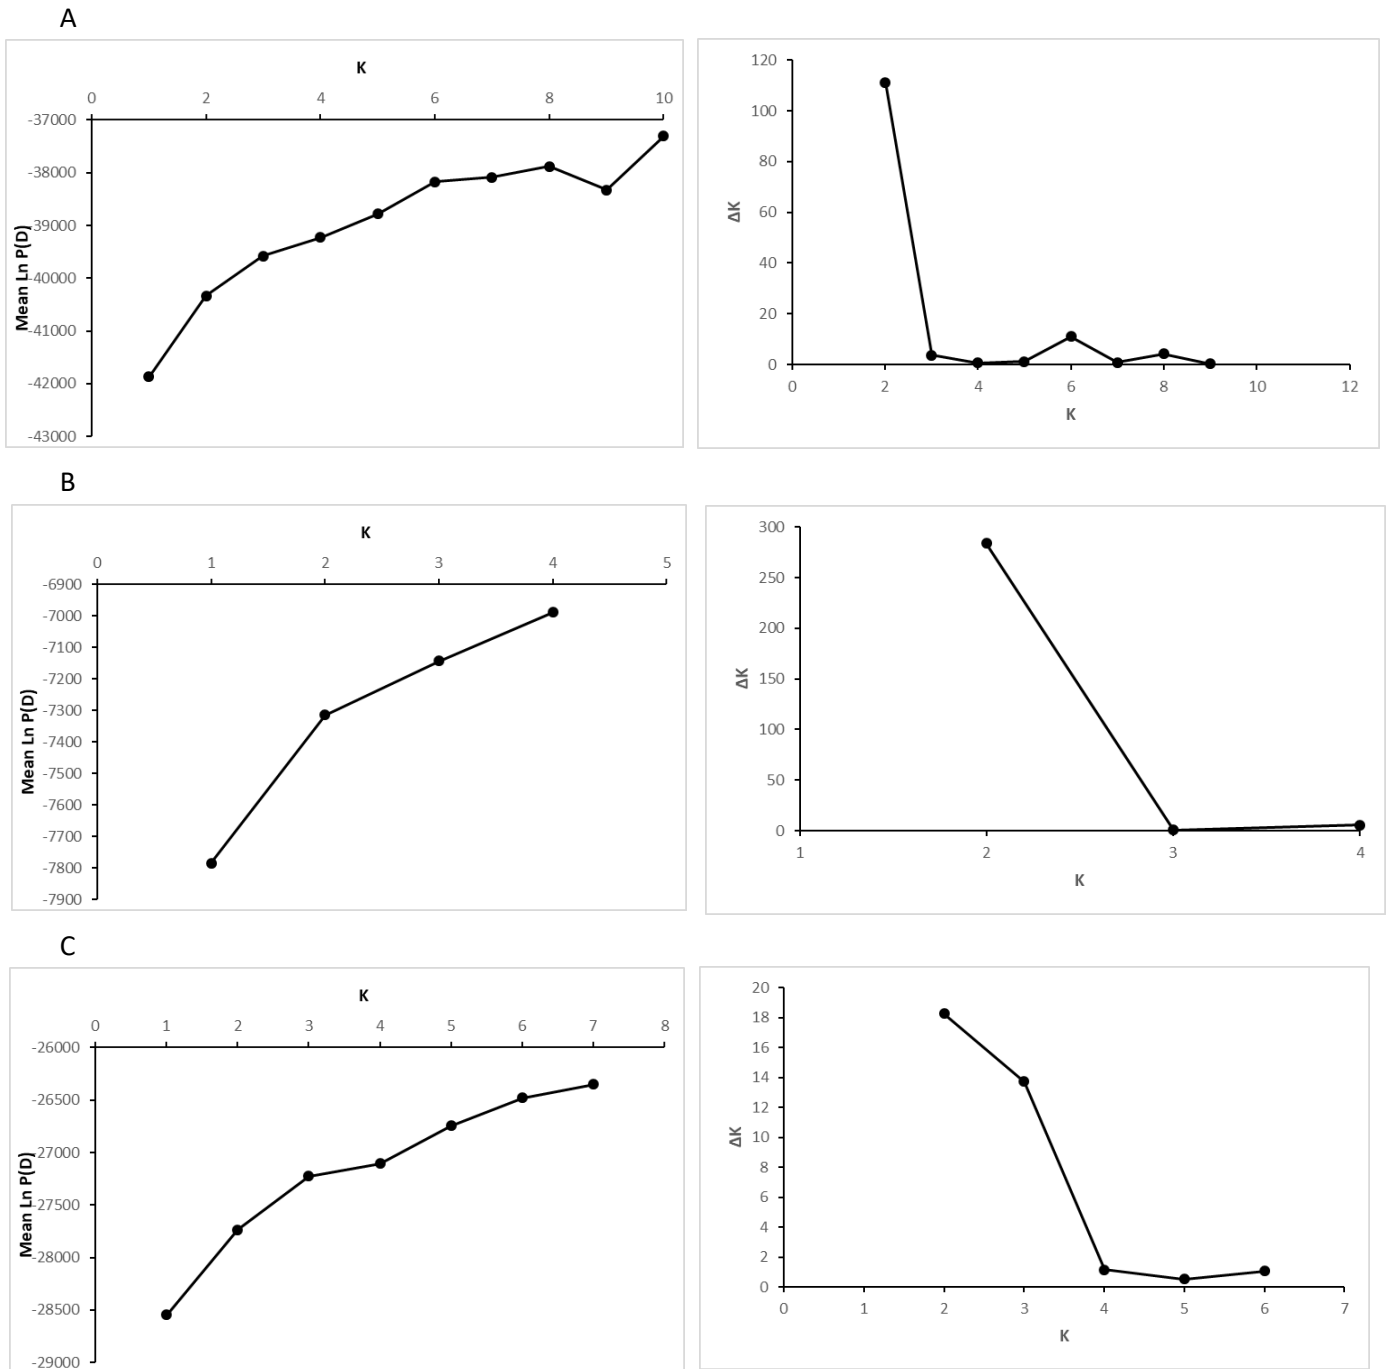 A
K
0 2 4 6 8 10
-37000
-38000
-39000
-40000
-41000
-42000
-43000
Mean Ln P(D)
120
100
80
60
40
20
0
ΔK
0 2 4 6 8 10 12
K
B
K
0 1 2 3 4 5
-6900
-7000
-7100
-7200
-7300
-7400
-7500
-7600
-7700
-7800
-7900
Mean Ln P(D)
300
250
200
150
100
50
0
ΔK
1 2 3 4
K
C
K
0 1 2 3 4 5 6 7 8
-26000
-26500
-27000
-27500
-28000
-28500
-29000
Mean Ln P(D)
20
18
16
14
12
10
8
6
4
2
0
ΔK
0 1 2 3 4 5 6 7
K